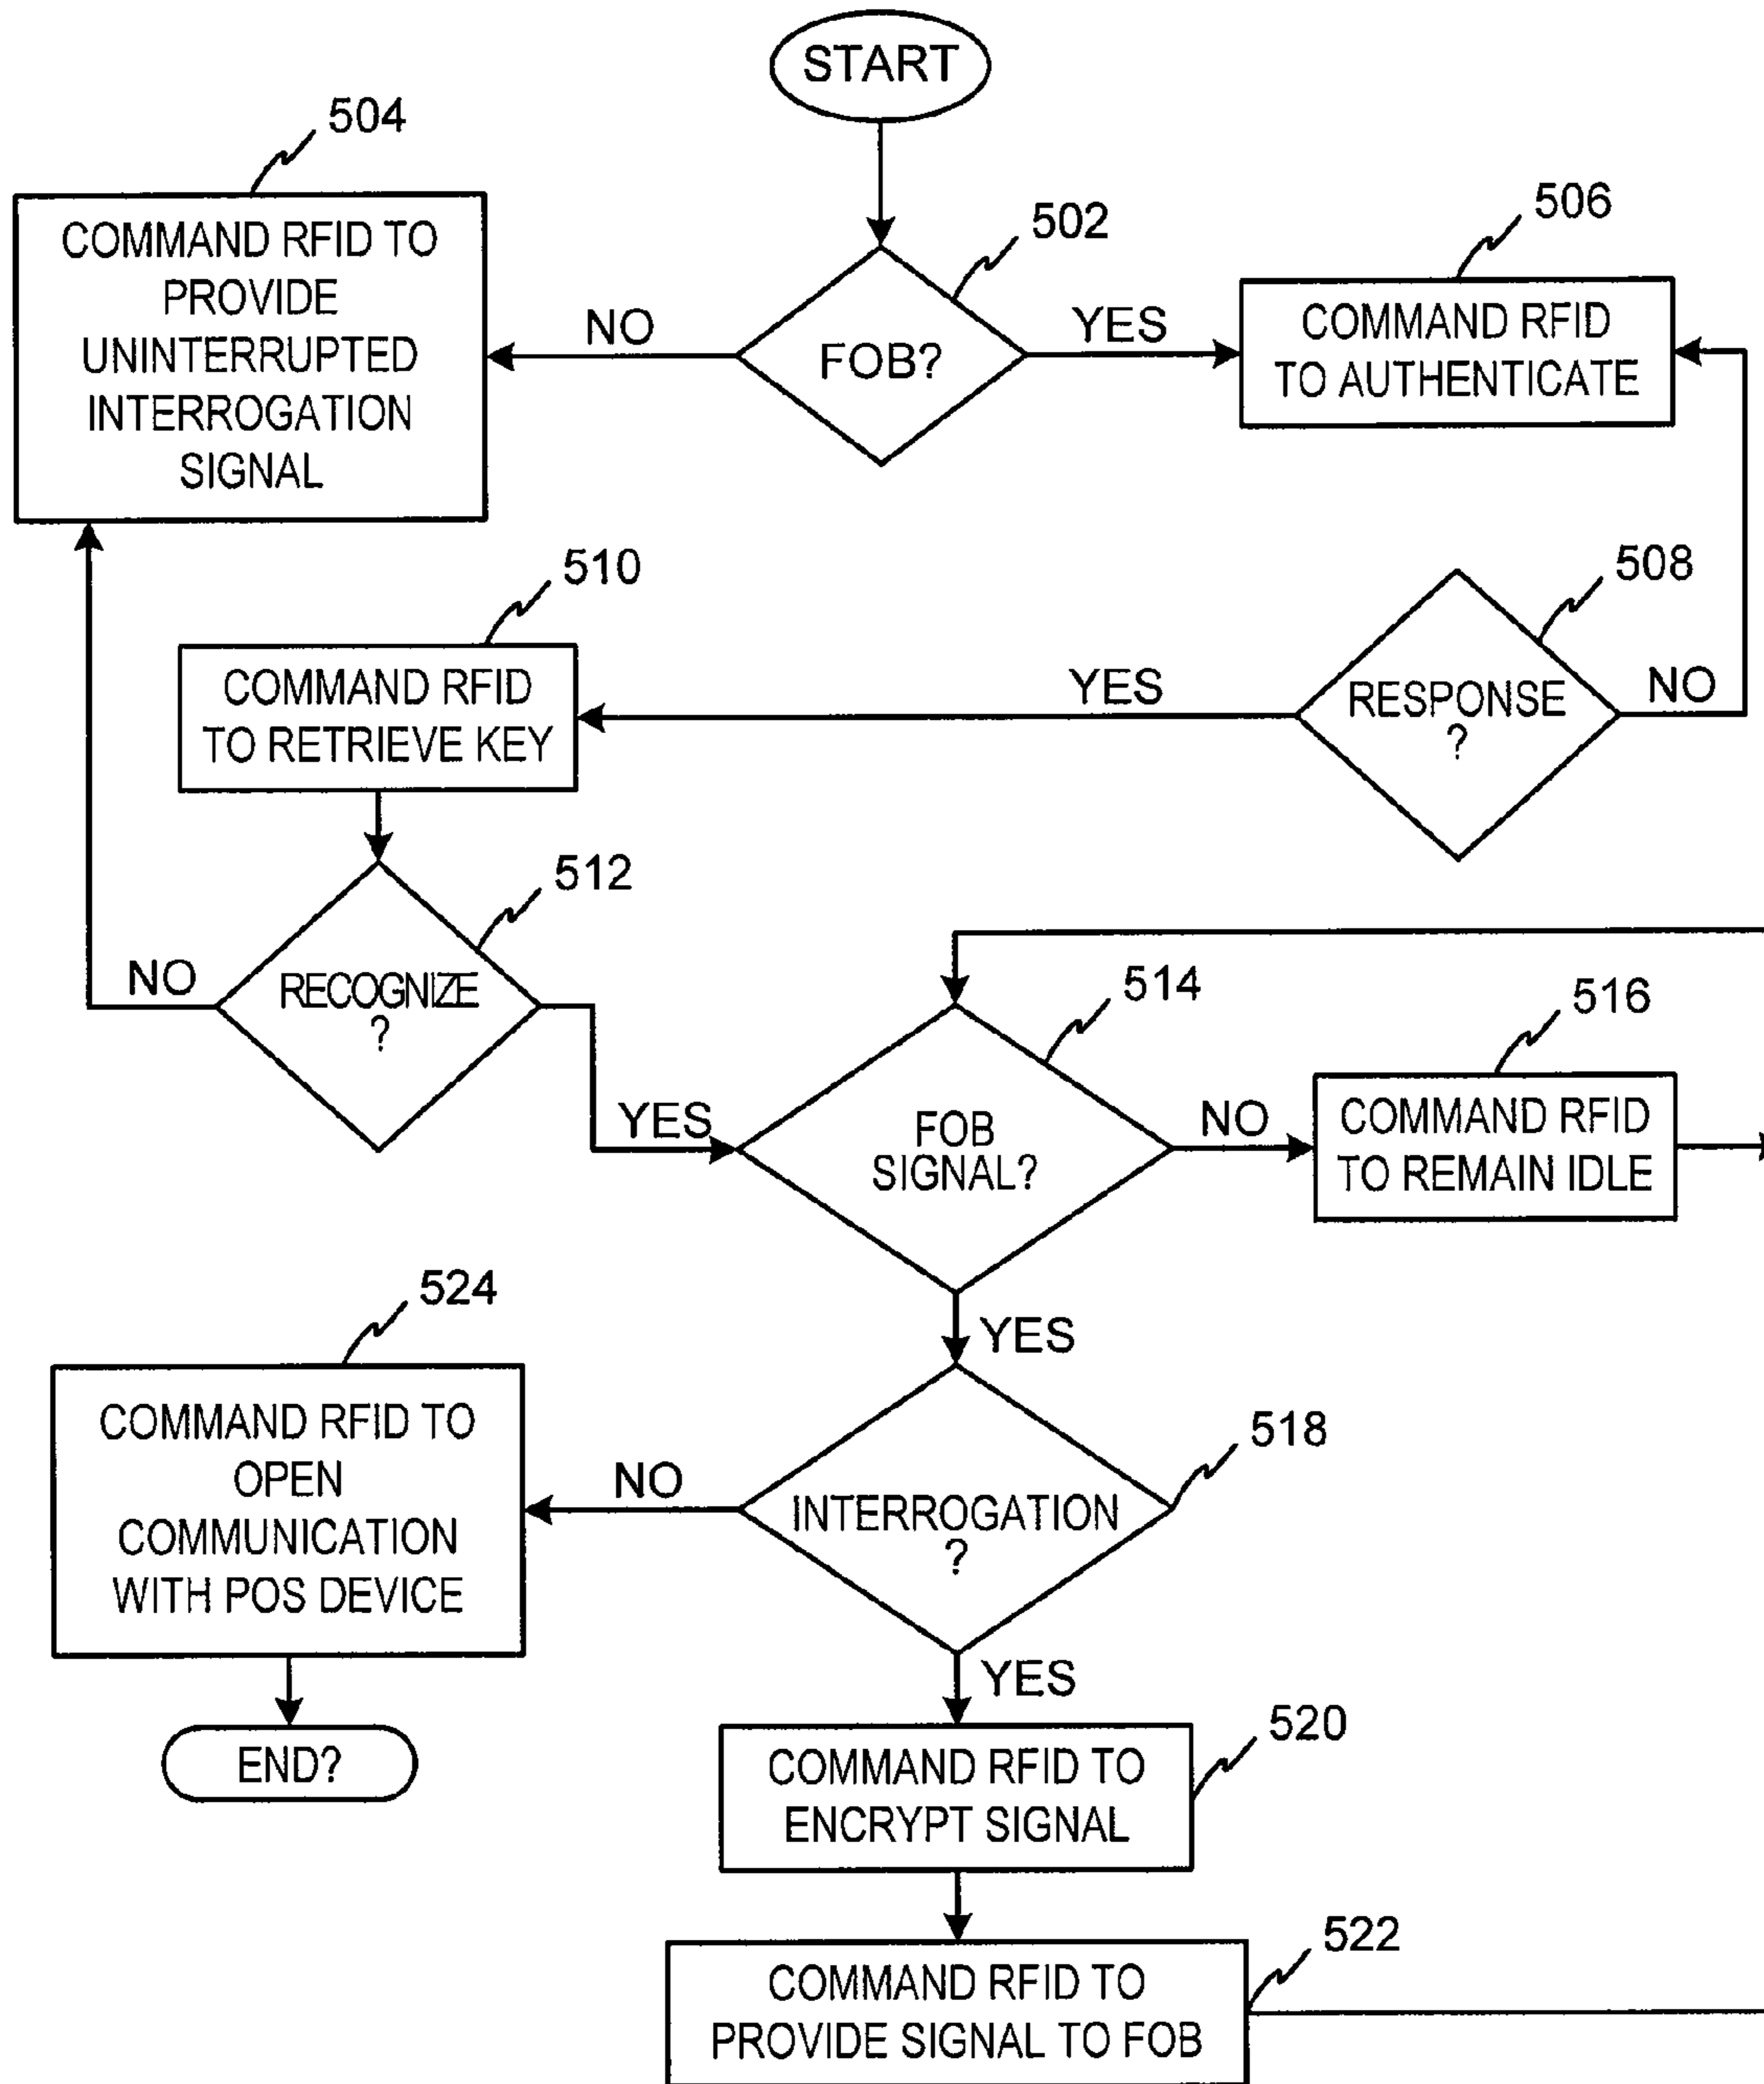 START
504
COMMAND RFID TO
PROVIDE
UNINTERRUPTED
INTERROGATION
SIGNAL
502
FOB?
NO
YES
506
COMMAND RFID
TO AUTHENTICATE
508
RESPONSE
?
YES
NO
510
COMMAND RFID
TO RETRIEVE KEY
512
RECOGNIZE
?
NO
YES
514
FOB
SIGNAL?
NO
YES
516
COMMAND RFID
TO REMAIN IDLE
518
INTERROGATION
?
NO
YES
524
COMMAND RFID TO
OPEN
COMMUNICATION
WITH POS DEVICE
END?
520
COMMAND RFID TO
ENCRYPT SIGNAL
522
COMMAND RFID TO
PROVIDE SIGNAL TO FOB